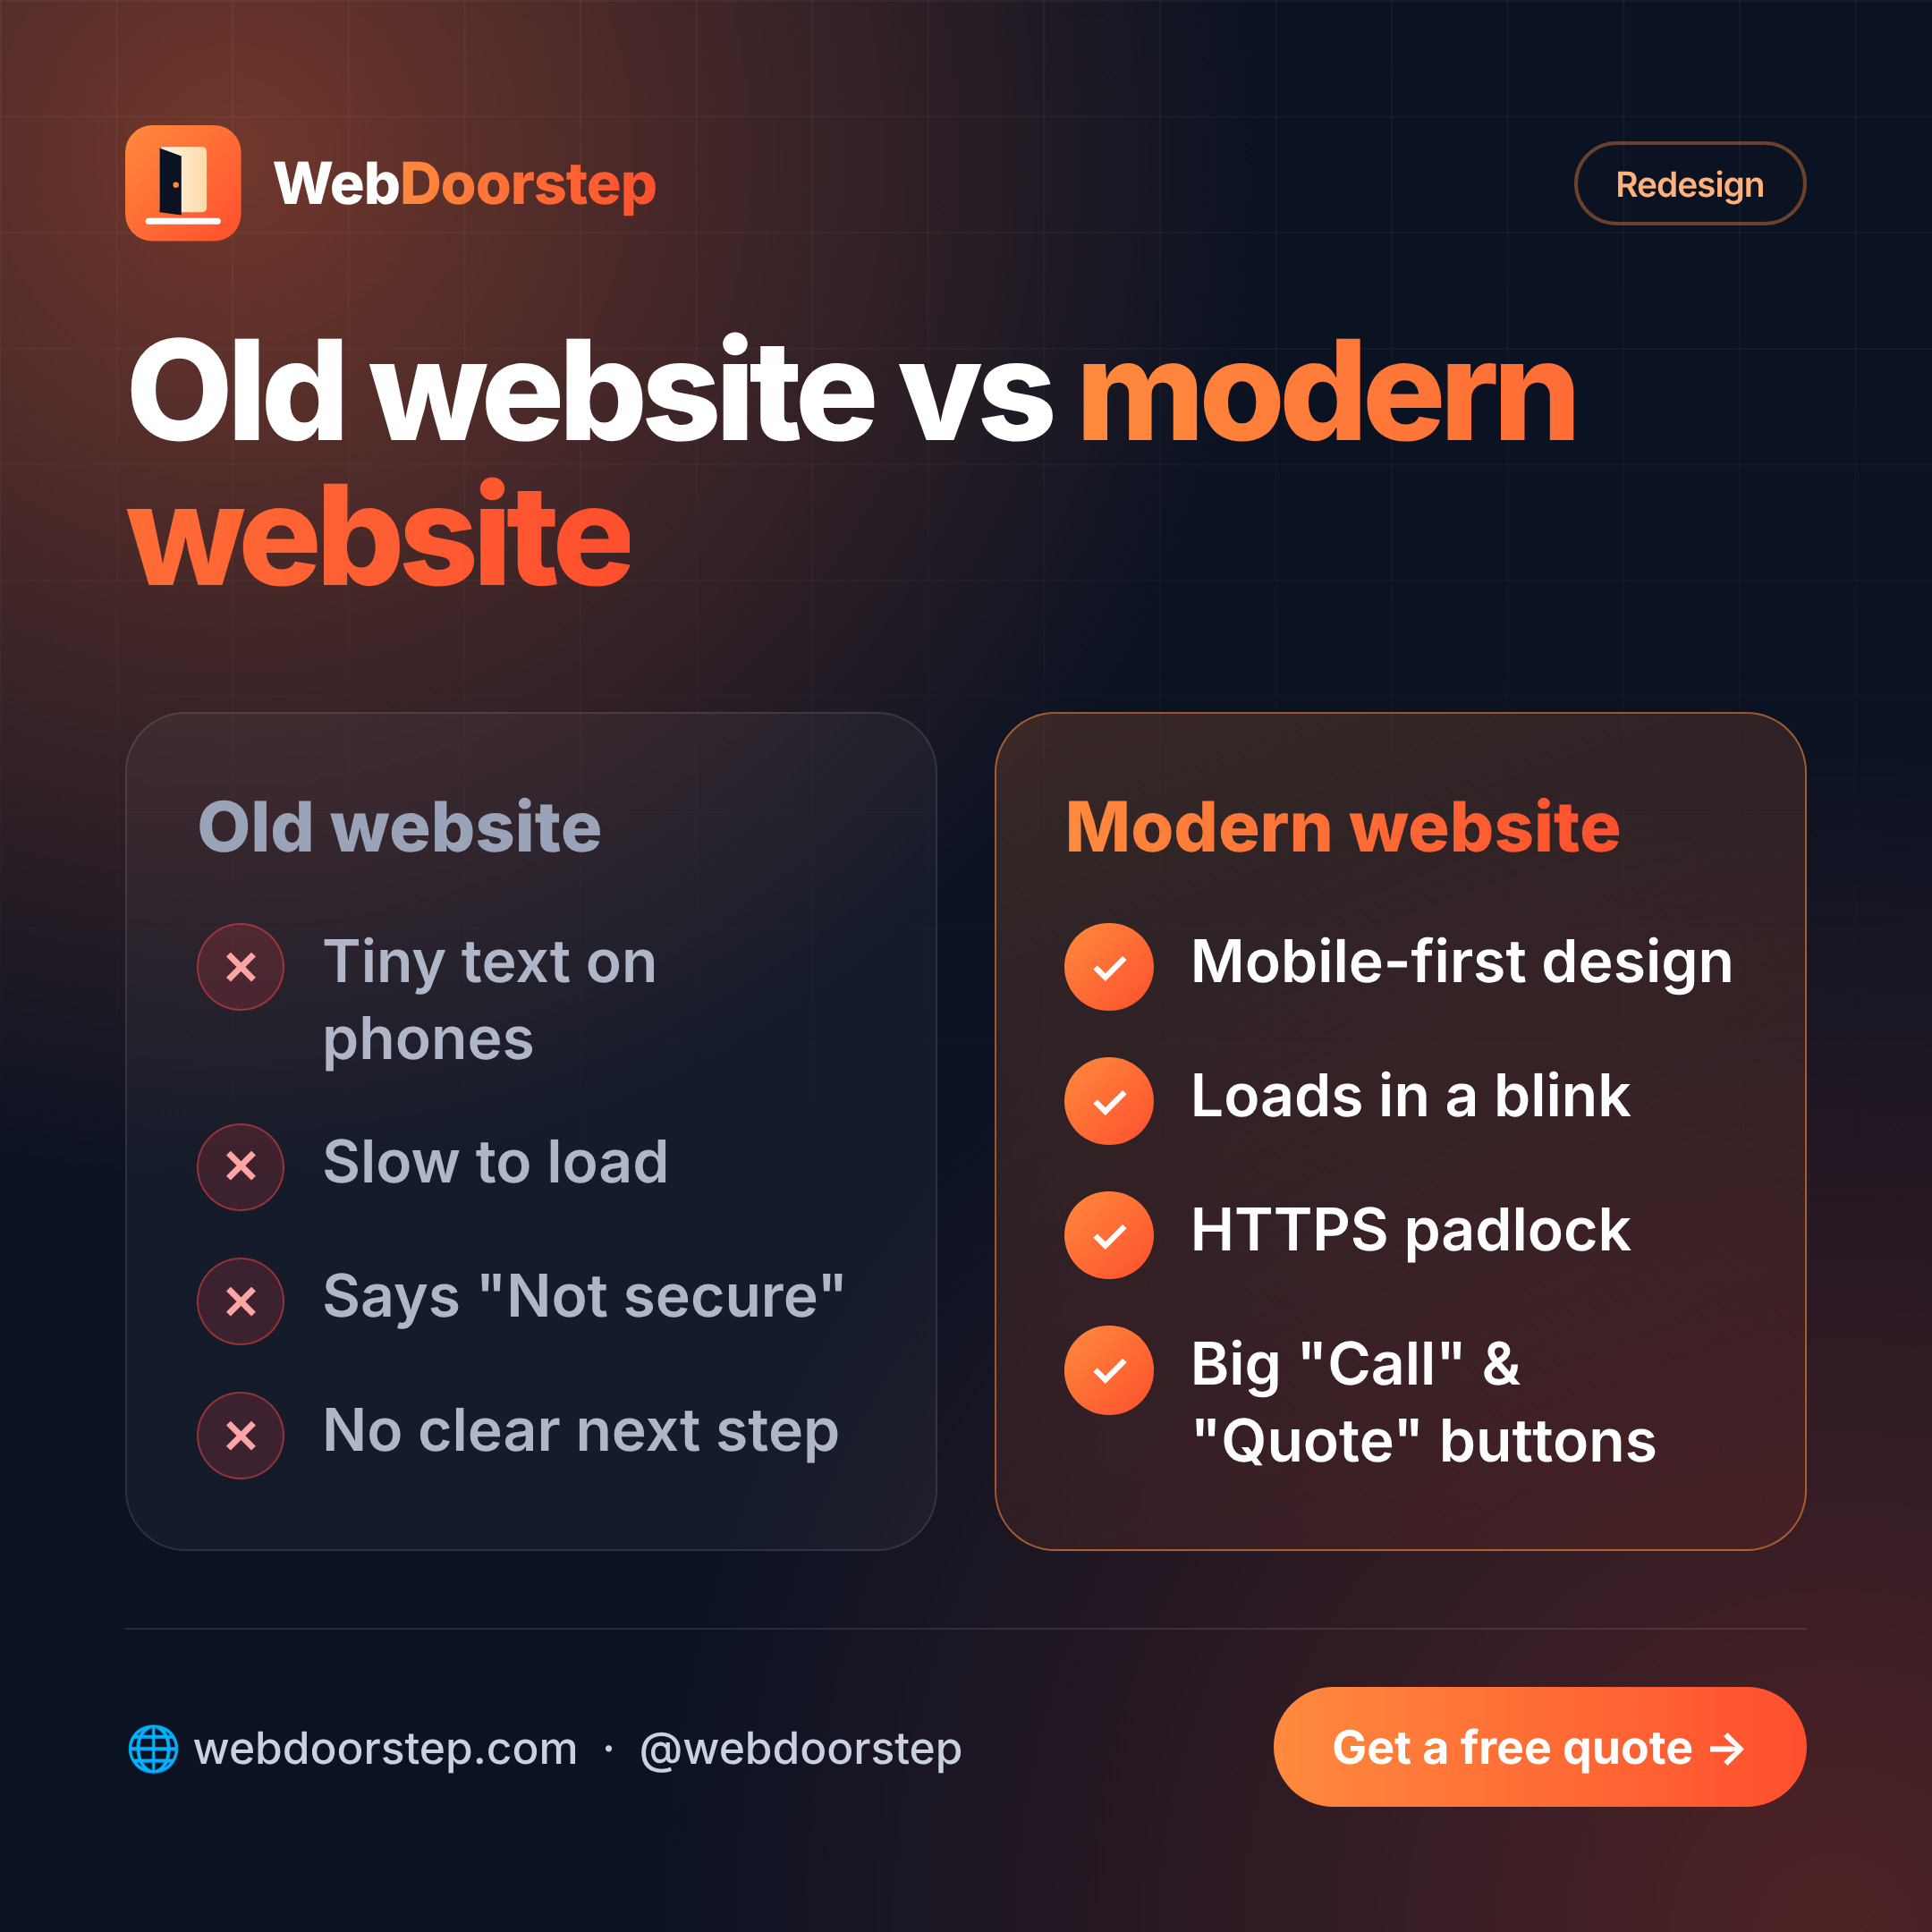 WebDoorstep
Redesign
Old website vs modern
website
Old website
Tiny text on
phones
Slow to load
Says "Not secure"
No clear next step
Modern website
Mobile-first design
Loads in a blink
HTTPS padlock
Big "Call" &
"Quote" buttons
webdoorstep.com · @webdoorstep
Get a free quote →